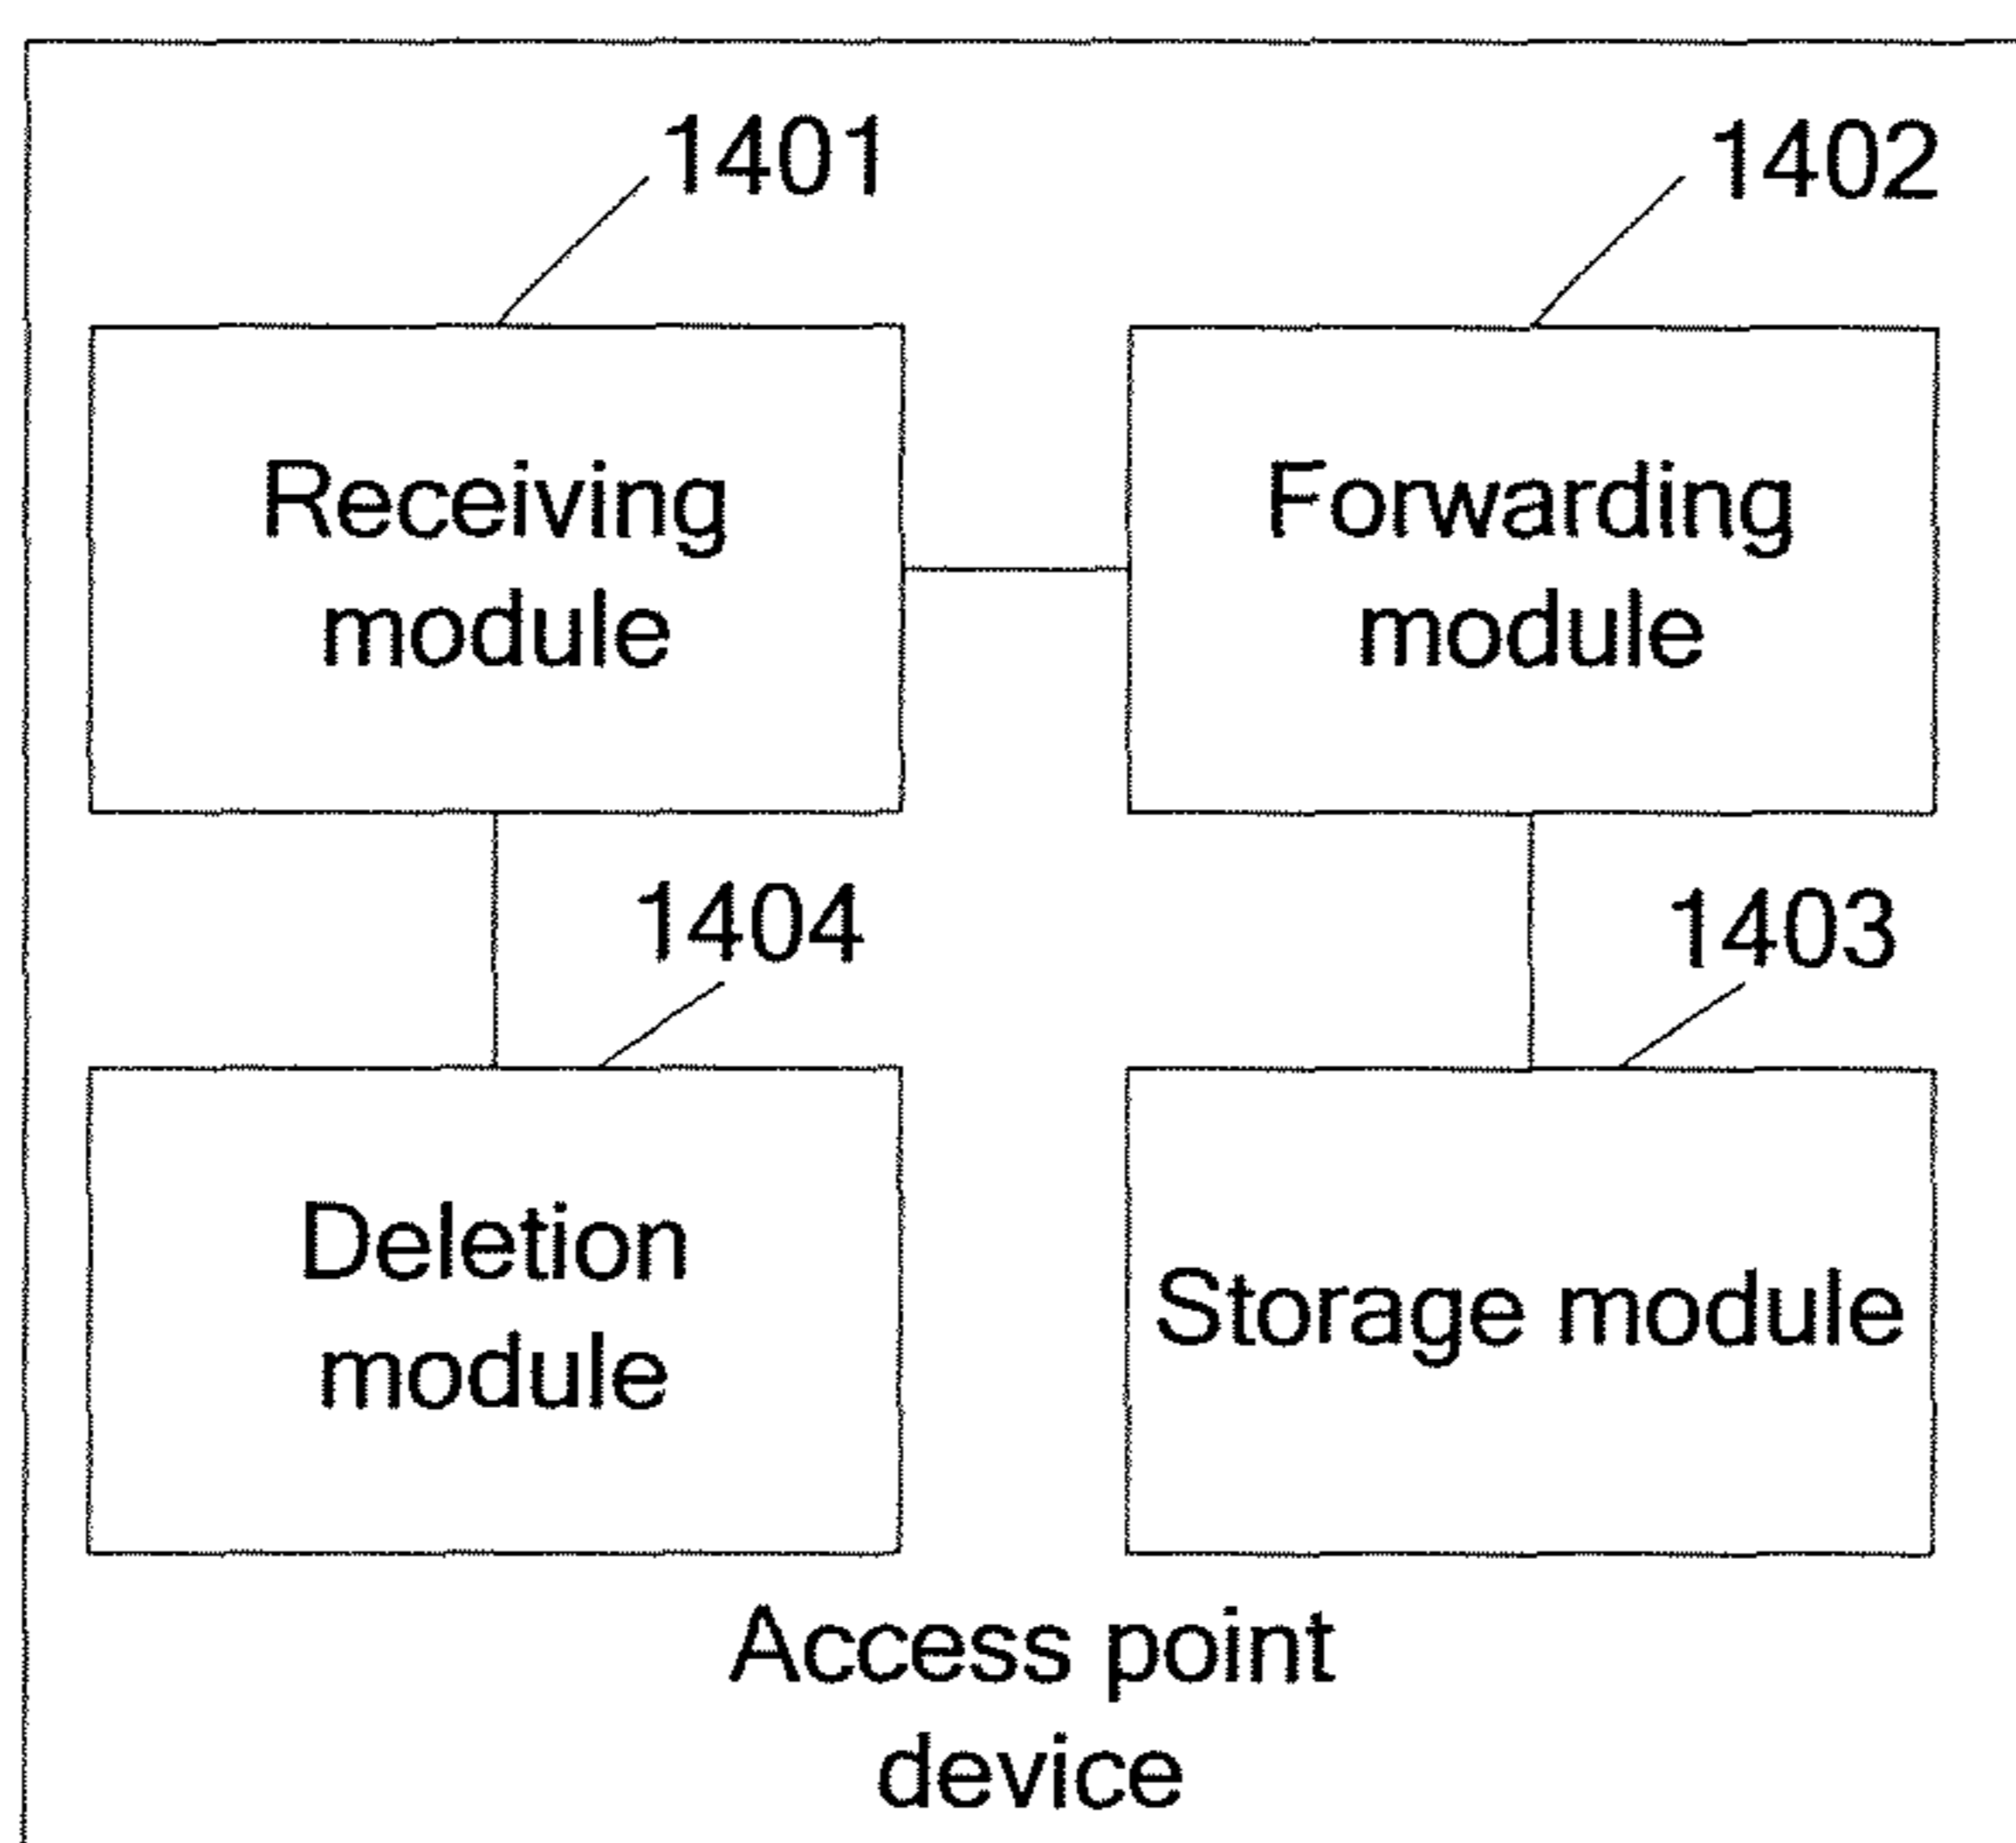 1401
1402
Receiving
module
Forwarding
module
1404
1403
Deletion
module
Storage module
Access point
device